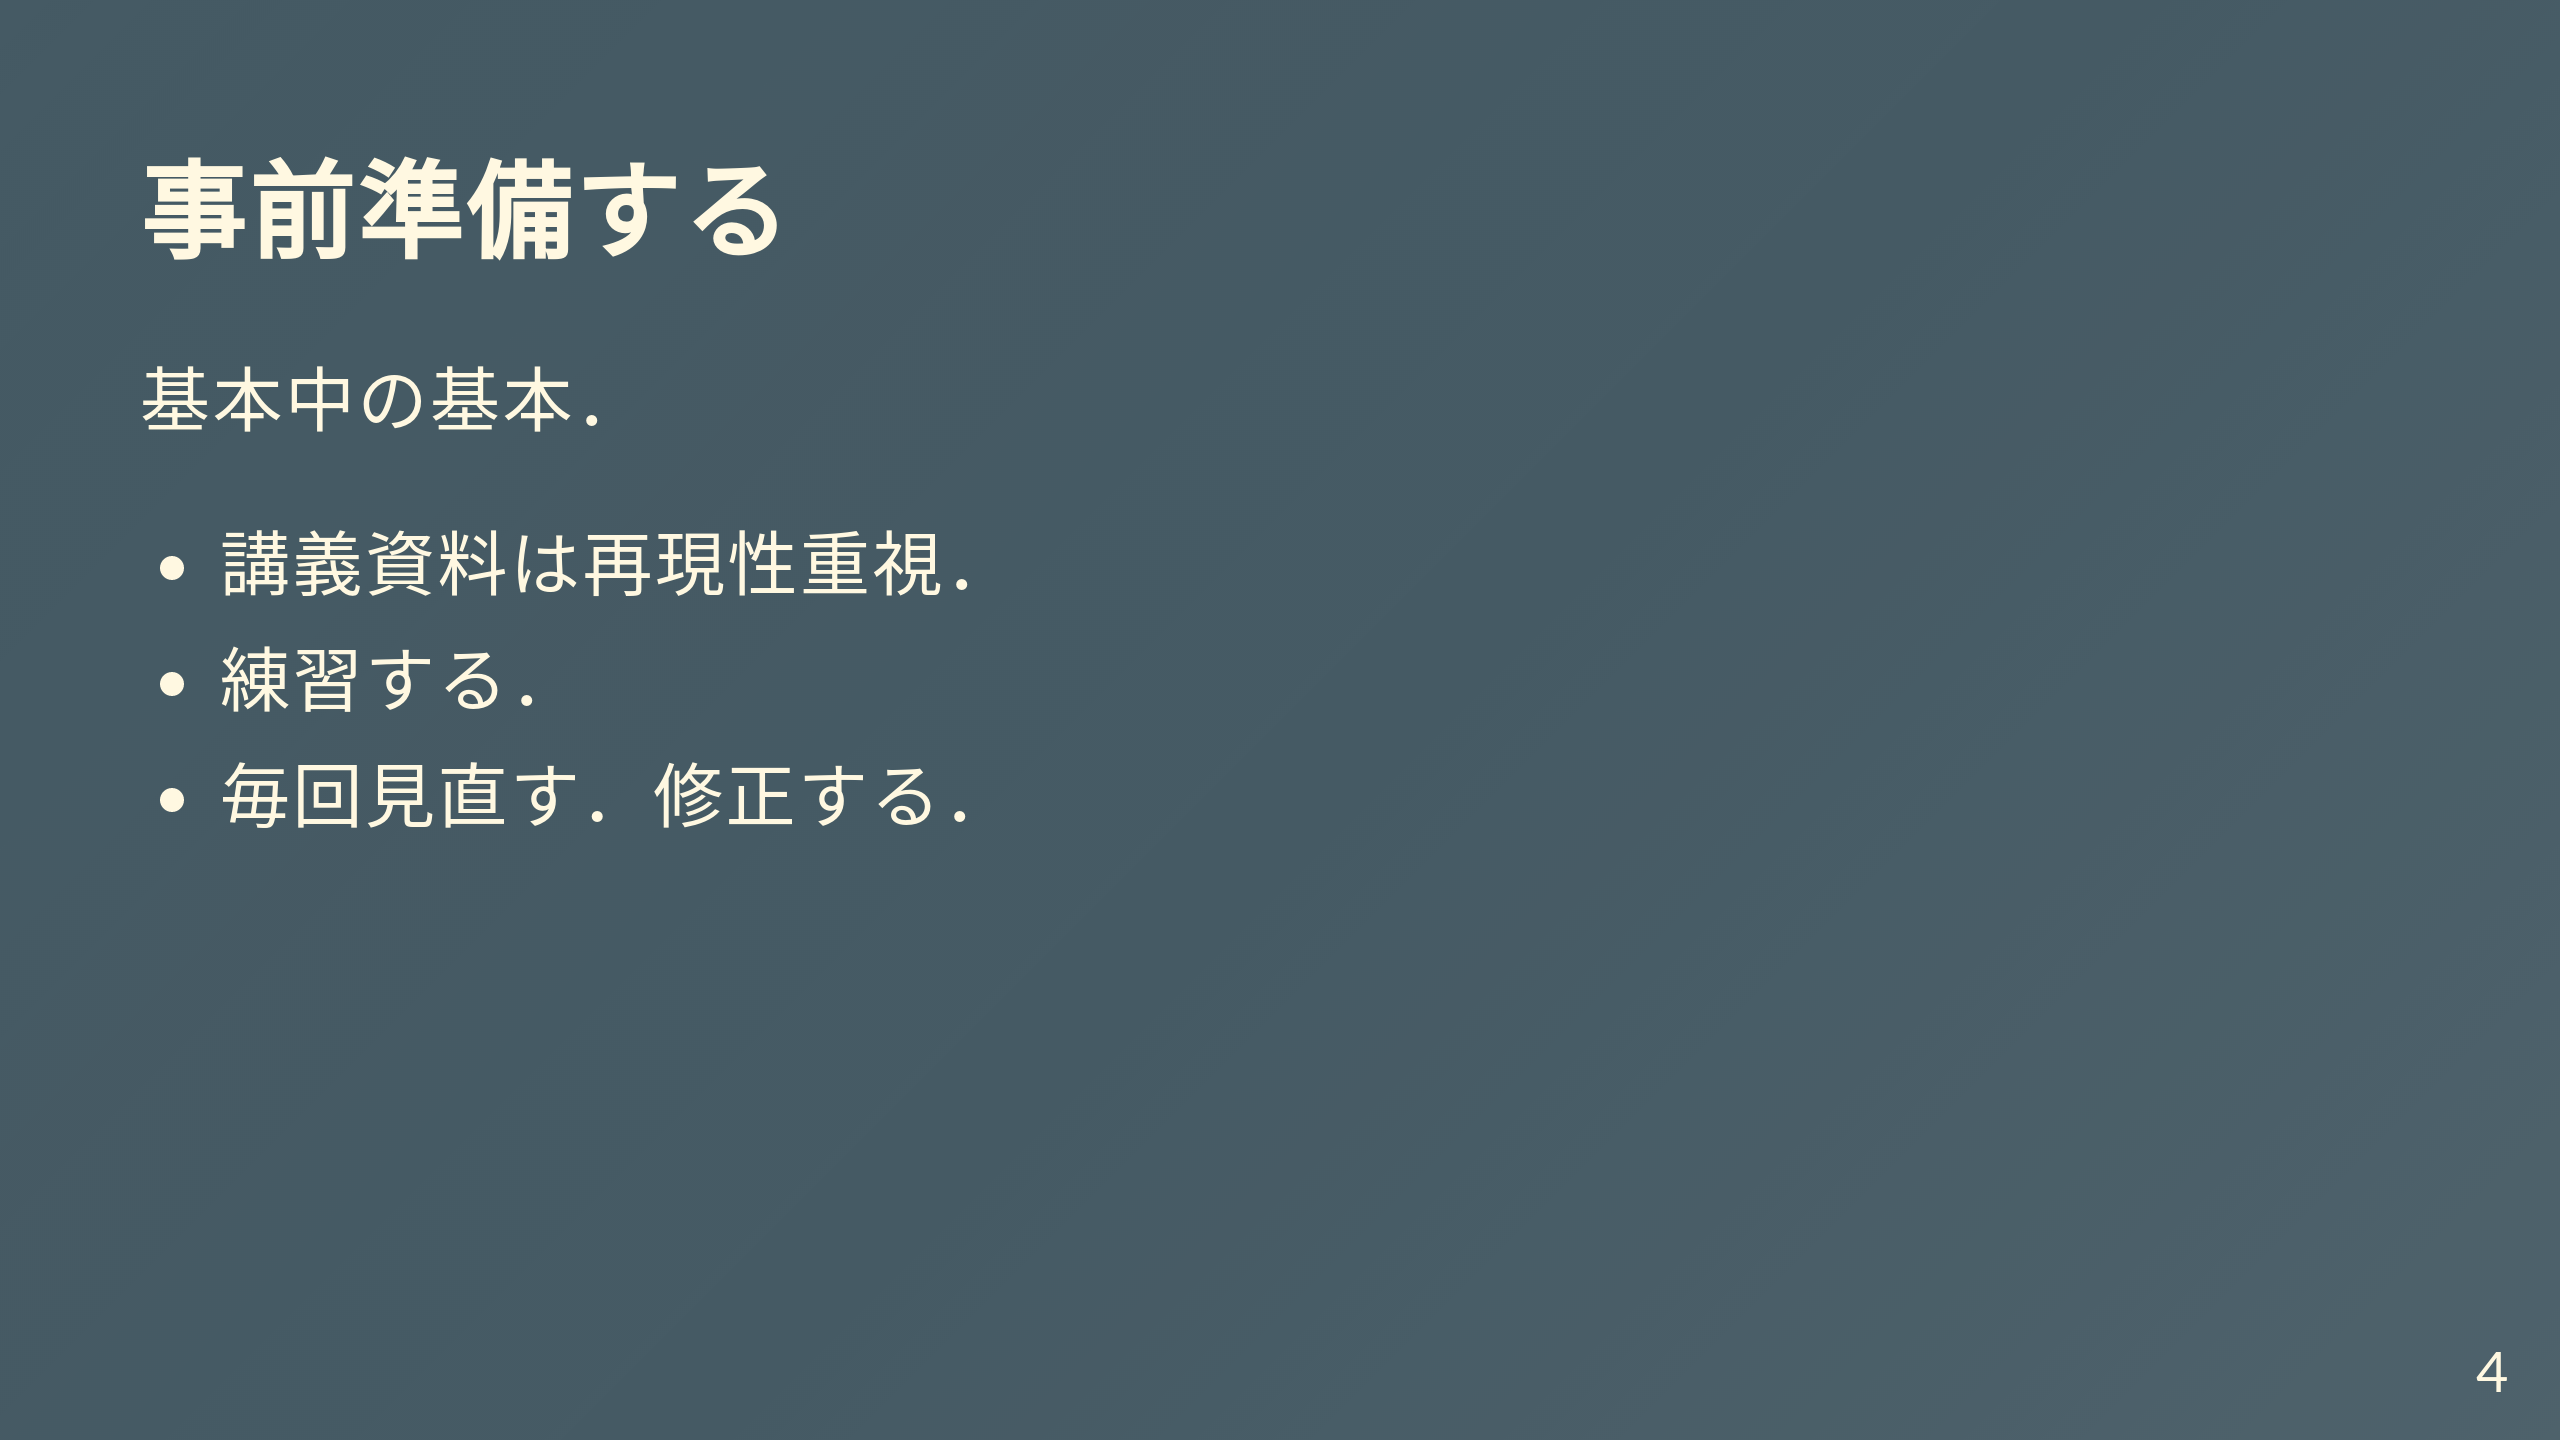 事前準備する
基本中の基本．
• 講義資料は再現性重視．
• 練習する．
• 毎回見直す．修正する．
4